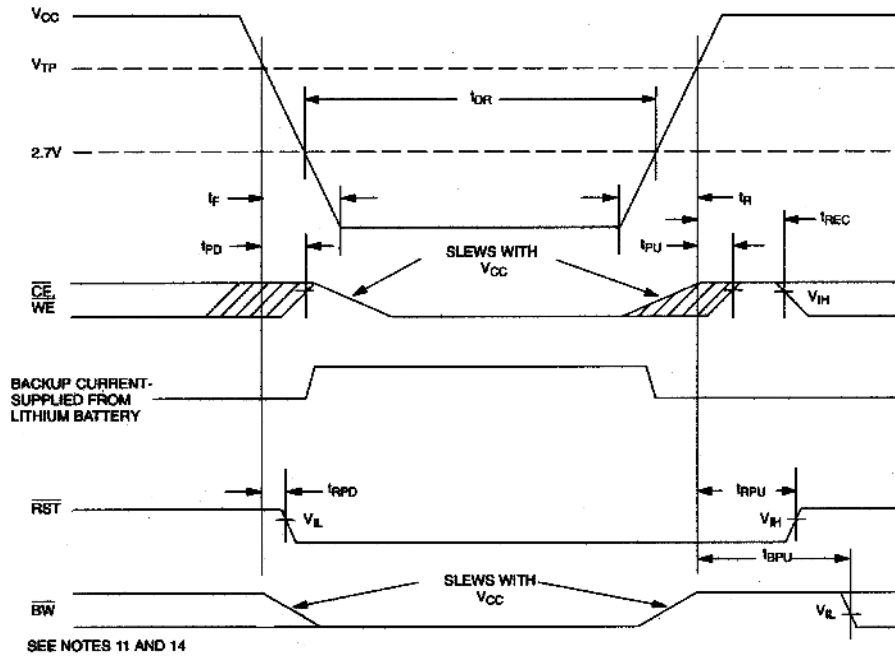 VCC
VTP
tDR
2.7V
tF
tR
tREC
tPD
SLEWS WITH
VCC
tPU
CE,
WE
VIH
BACKUP CURRENT-
SUPPLIED FROM
LITHIUM BATTERY
tRPD
tRPU
RST
VIL
VIH
tBPU
SLEWS WITH
VCC
BW
VIL
SEE NOTES 11 AND 14